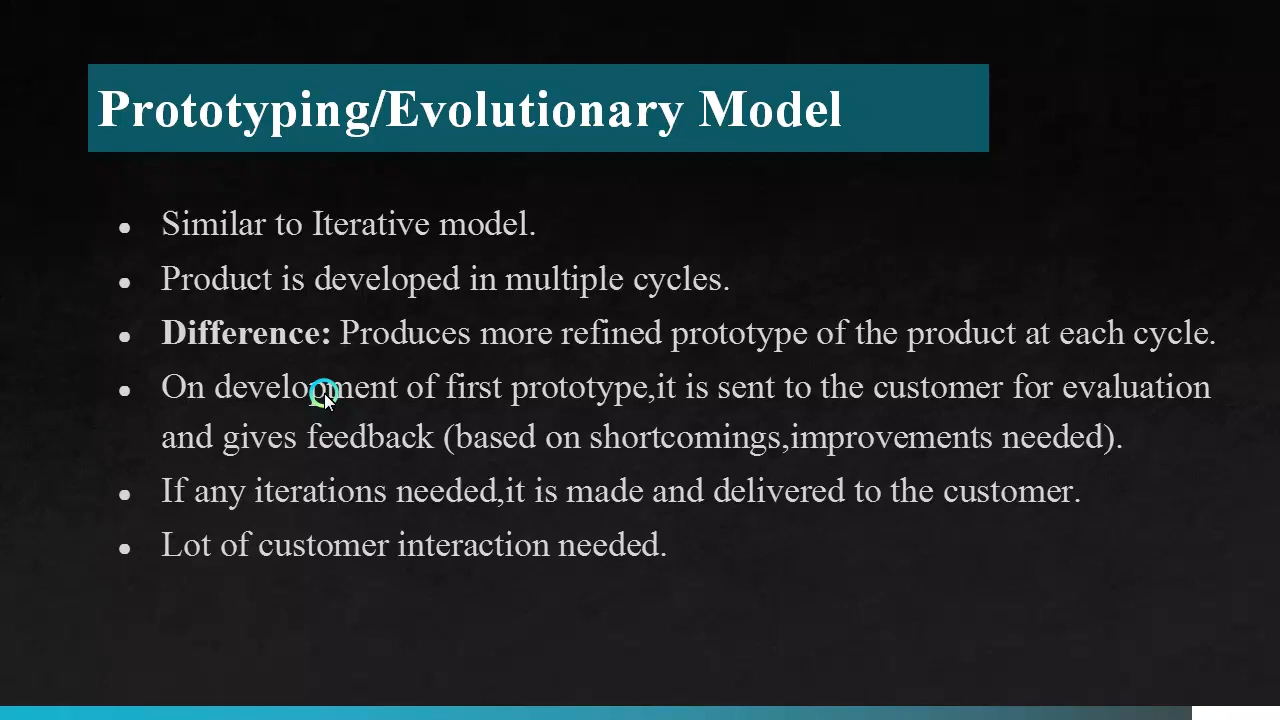 Prototyping/Evolutionary Model
• Similar to Iterative model.
• Product is developed in multiple cycles.
• Difference: Produces more refined prototype of the product at each cycle.
• On development of first prototype,it is sent to the customer for evaluation
and gives feedback (based on shortcomings,improvements needed).
• If any iterations needed,it is made and delivered to the customer.
• Lot of customer interaction needed.